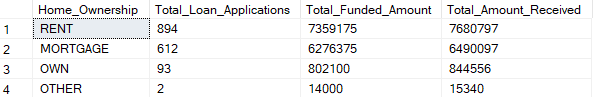 Home_Ownership Total_Loan_Applications Total_Funded_Amount Total_Amount_Received
1 RENT 894 7359175 7680797
2 MORTGAGE 612 6276375 6490097
3 OWN 93 802100 844556
4 OTHER 2 14000 15340